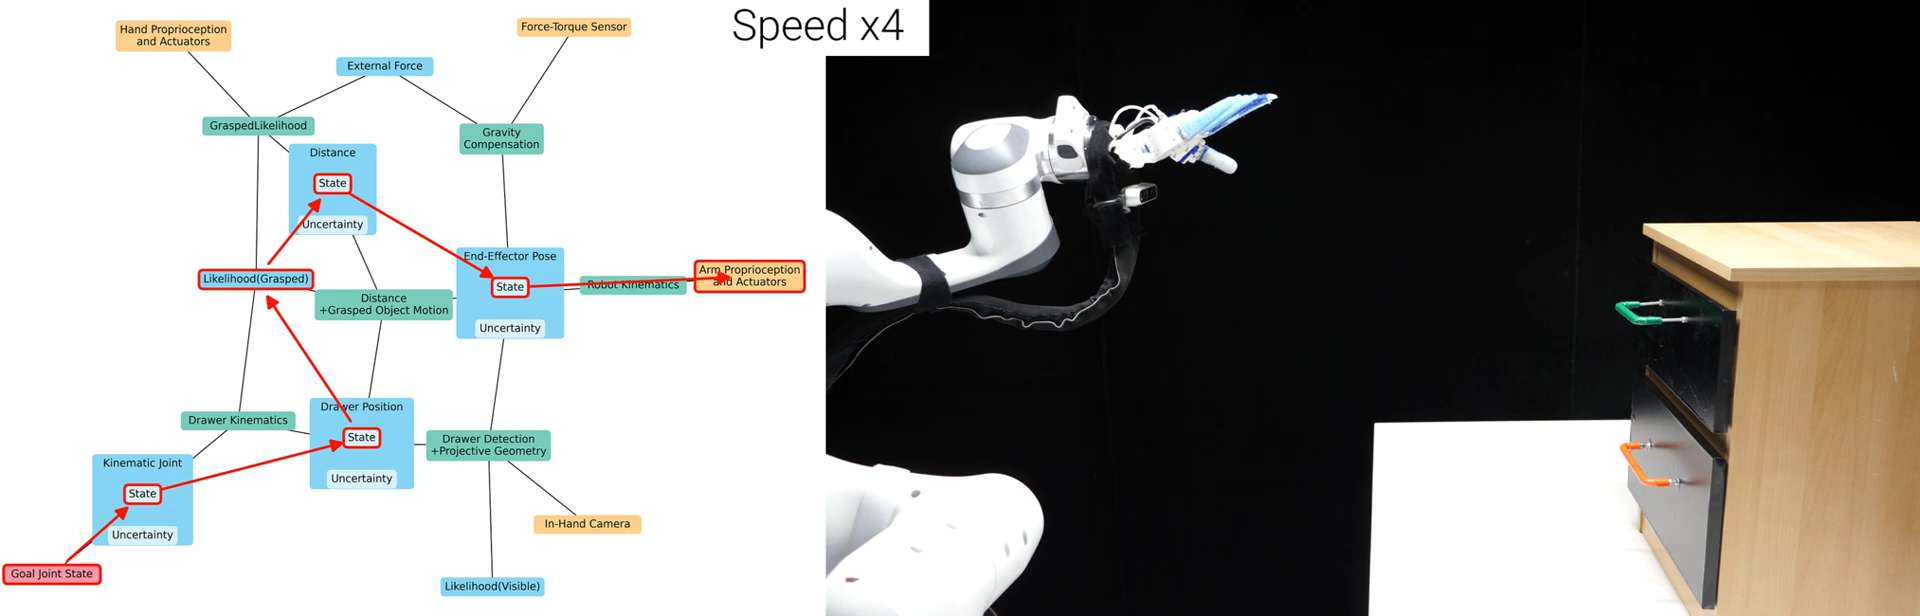 Speed x4
Hand Proprioception
and Actuators
Force-Torque Sensor
External Force
GraspedLikelihood
Gravity
Compensation
Distance
State
Uncertainty
End-Effector Pose
State
Uncertainty
Likelihood(Grasped)
Distance
+Grasped Object Motion
Robot Kinematics
Arm Proprioception
and Actuators
Drawer Kinematics
Drawer Position
State
Uncertainty
Drawer Detection
+Projective Geometry
Kinematic Joint
State
Uncertainty
In-Hand Camera
Goal Joint State
Likelihood(Visible)